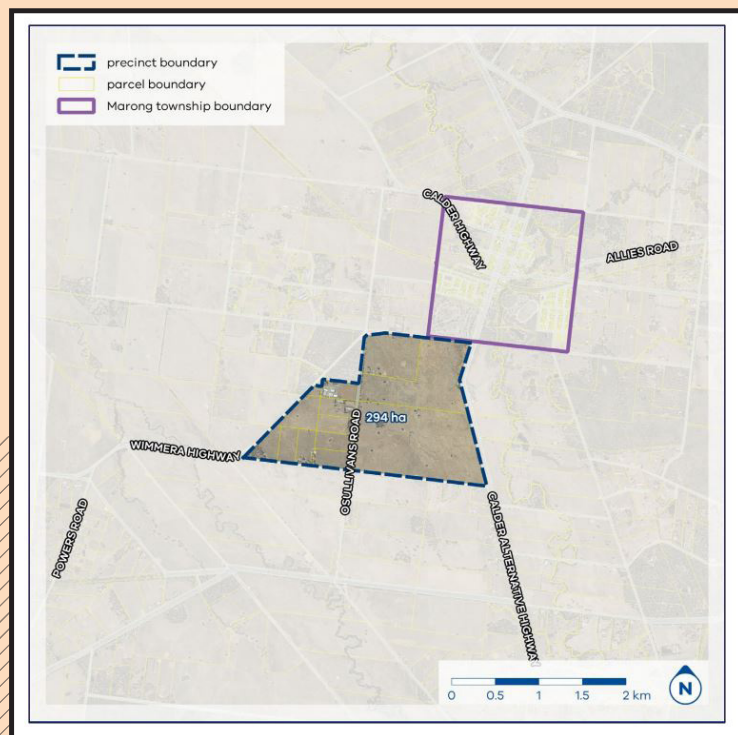 precinct boundary
parcel boundary
Marong township boundary
CALDER HIGHWAY
ALLIES ROAD
294 ha
OSULLIVANS ROAD
WIMMERA HIGHWAY
POWERS ROAD
CALDER ALTERNATIVE HIGHWAY
0 0.5 1 1.5 2 km
N